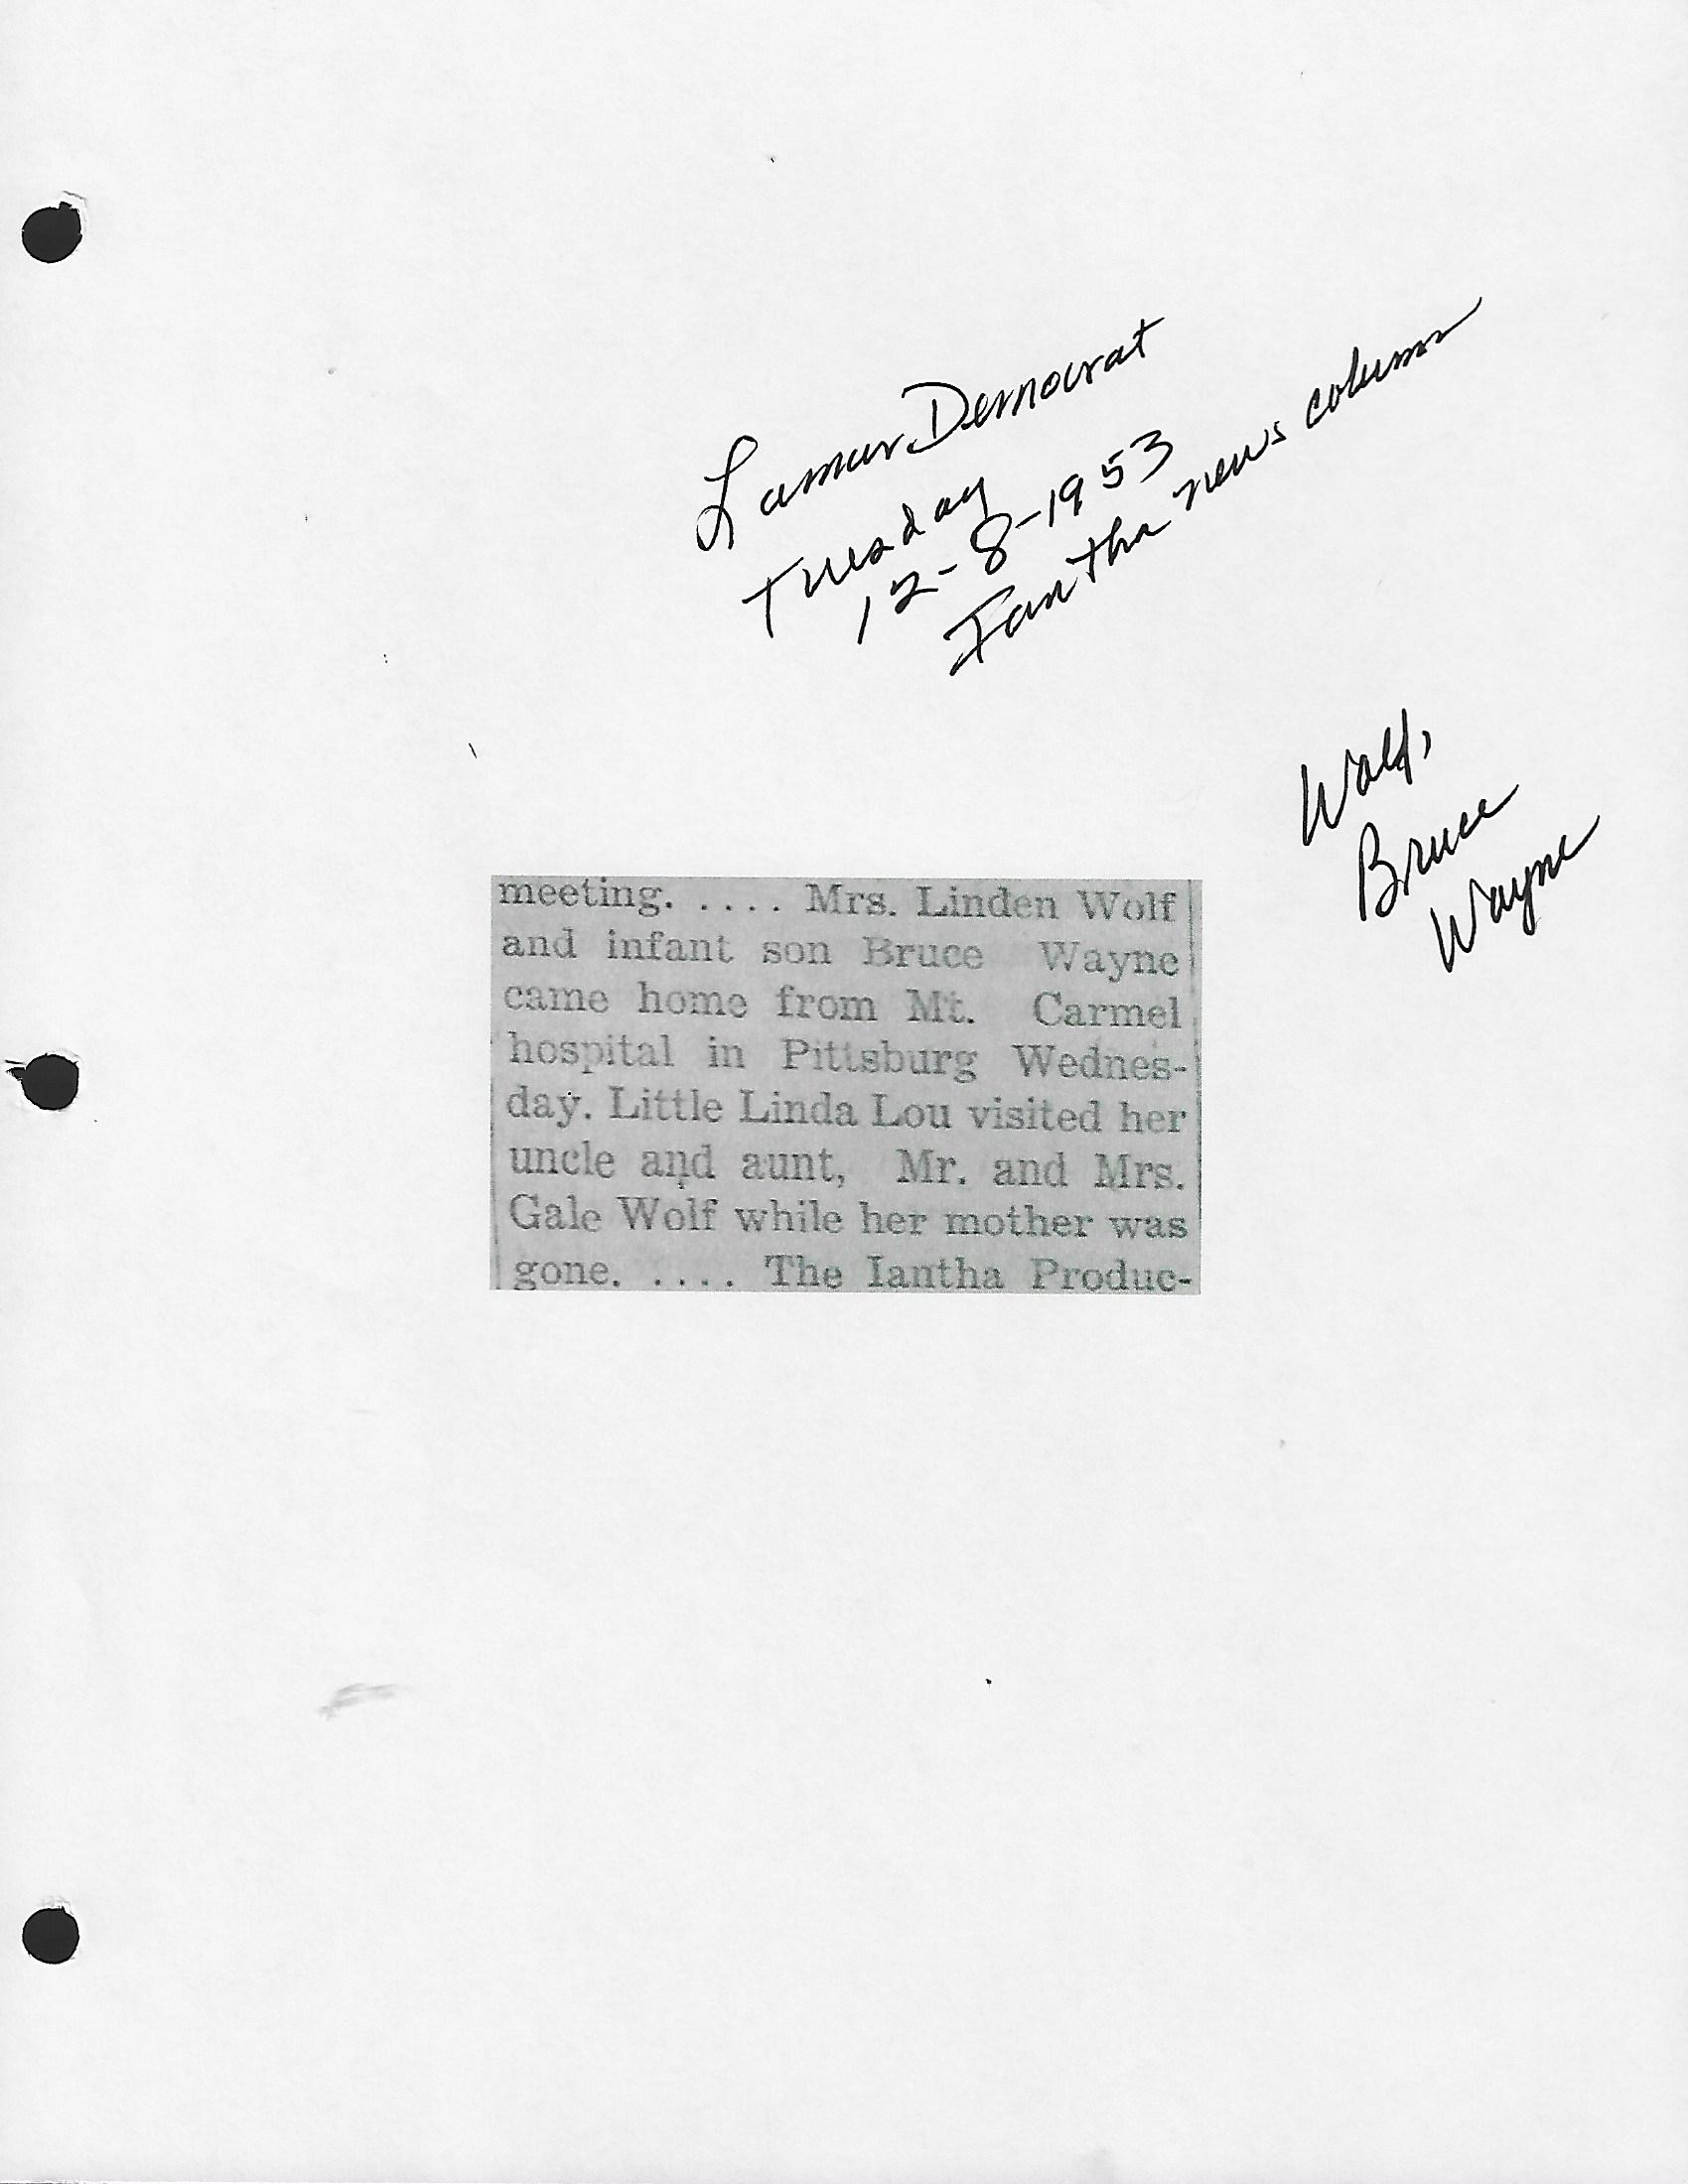 Lamar Democrat
Tuesday
12-8-1953
Iantha news column
Wolf,
Bruce
Wayne
meeting. .... Mrs. Linden Wolf
and infant son Bruce Wayne
came home from Mt. Carmel
hospital in Pittsburg Wednes-
day. Little Linda Lou visited her
uncle and aunt, Mr. and Mrs.
Gale Wolf while her mother was
gone. .... The Iantha Produc-